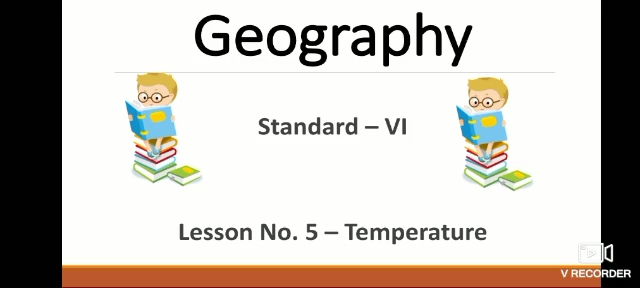 Geography
Standard – VI
Lesson No. 5 – Temperature
V RECORDER